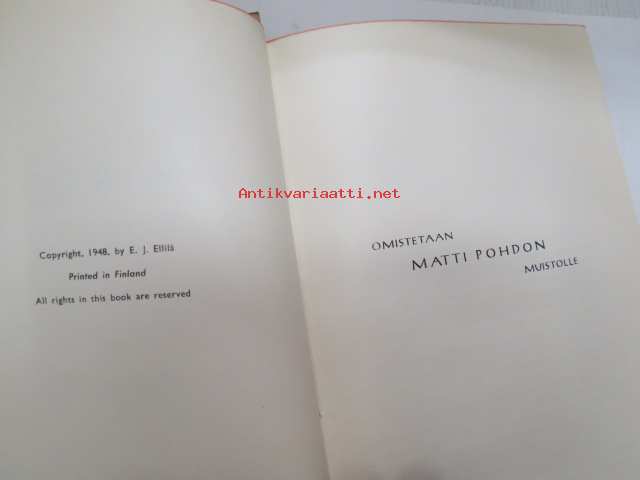 Copyright, 1948, by E. J. Ellilä
Printed in Finland
All rights in this book are reserved
Antikvariaatti.net
OMISTETAAN
MATTI POHDON
MUISTOLLE